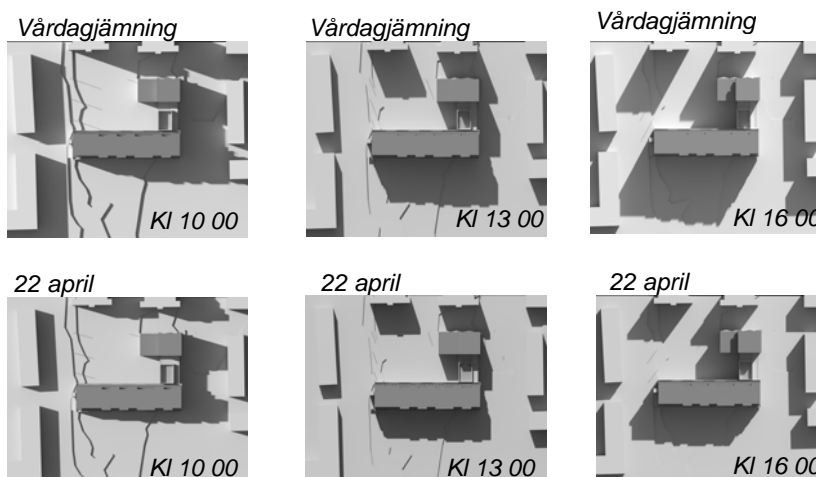 Vårdagjämning
Vårdagjämning
Vårdagjämning
Kl 10 00
Kl 13 00
Kl 16 00
22 april
22 april
22 april
Kl 10 00
Kl 13 00
Kl 16 00